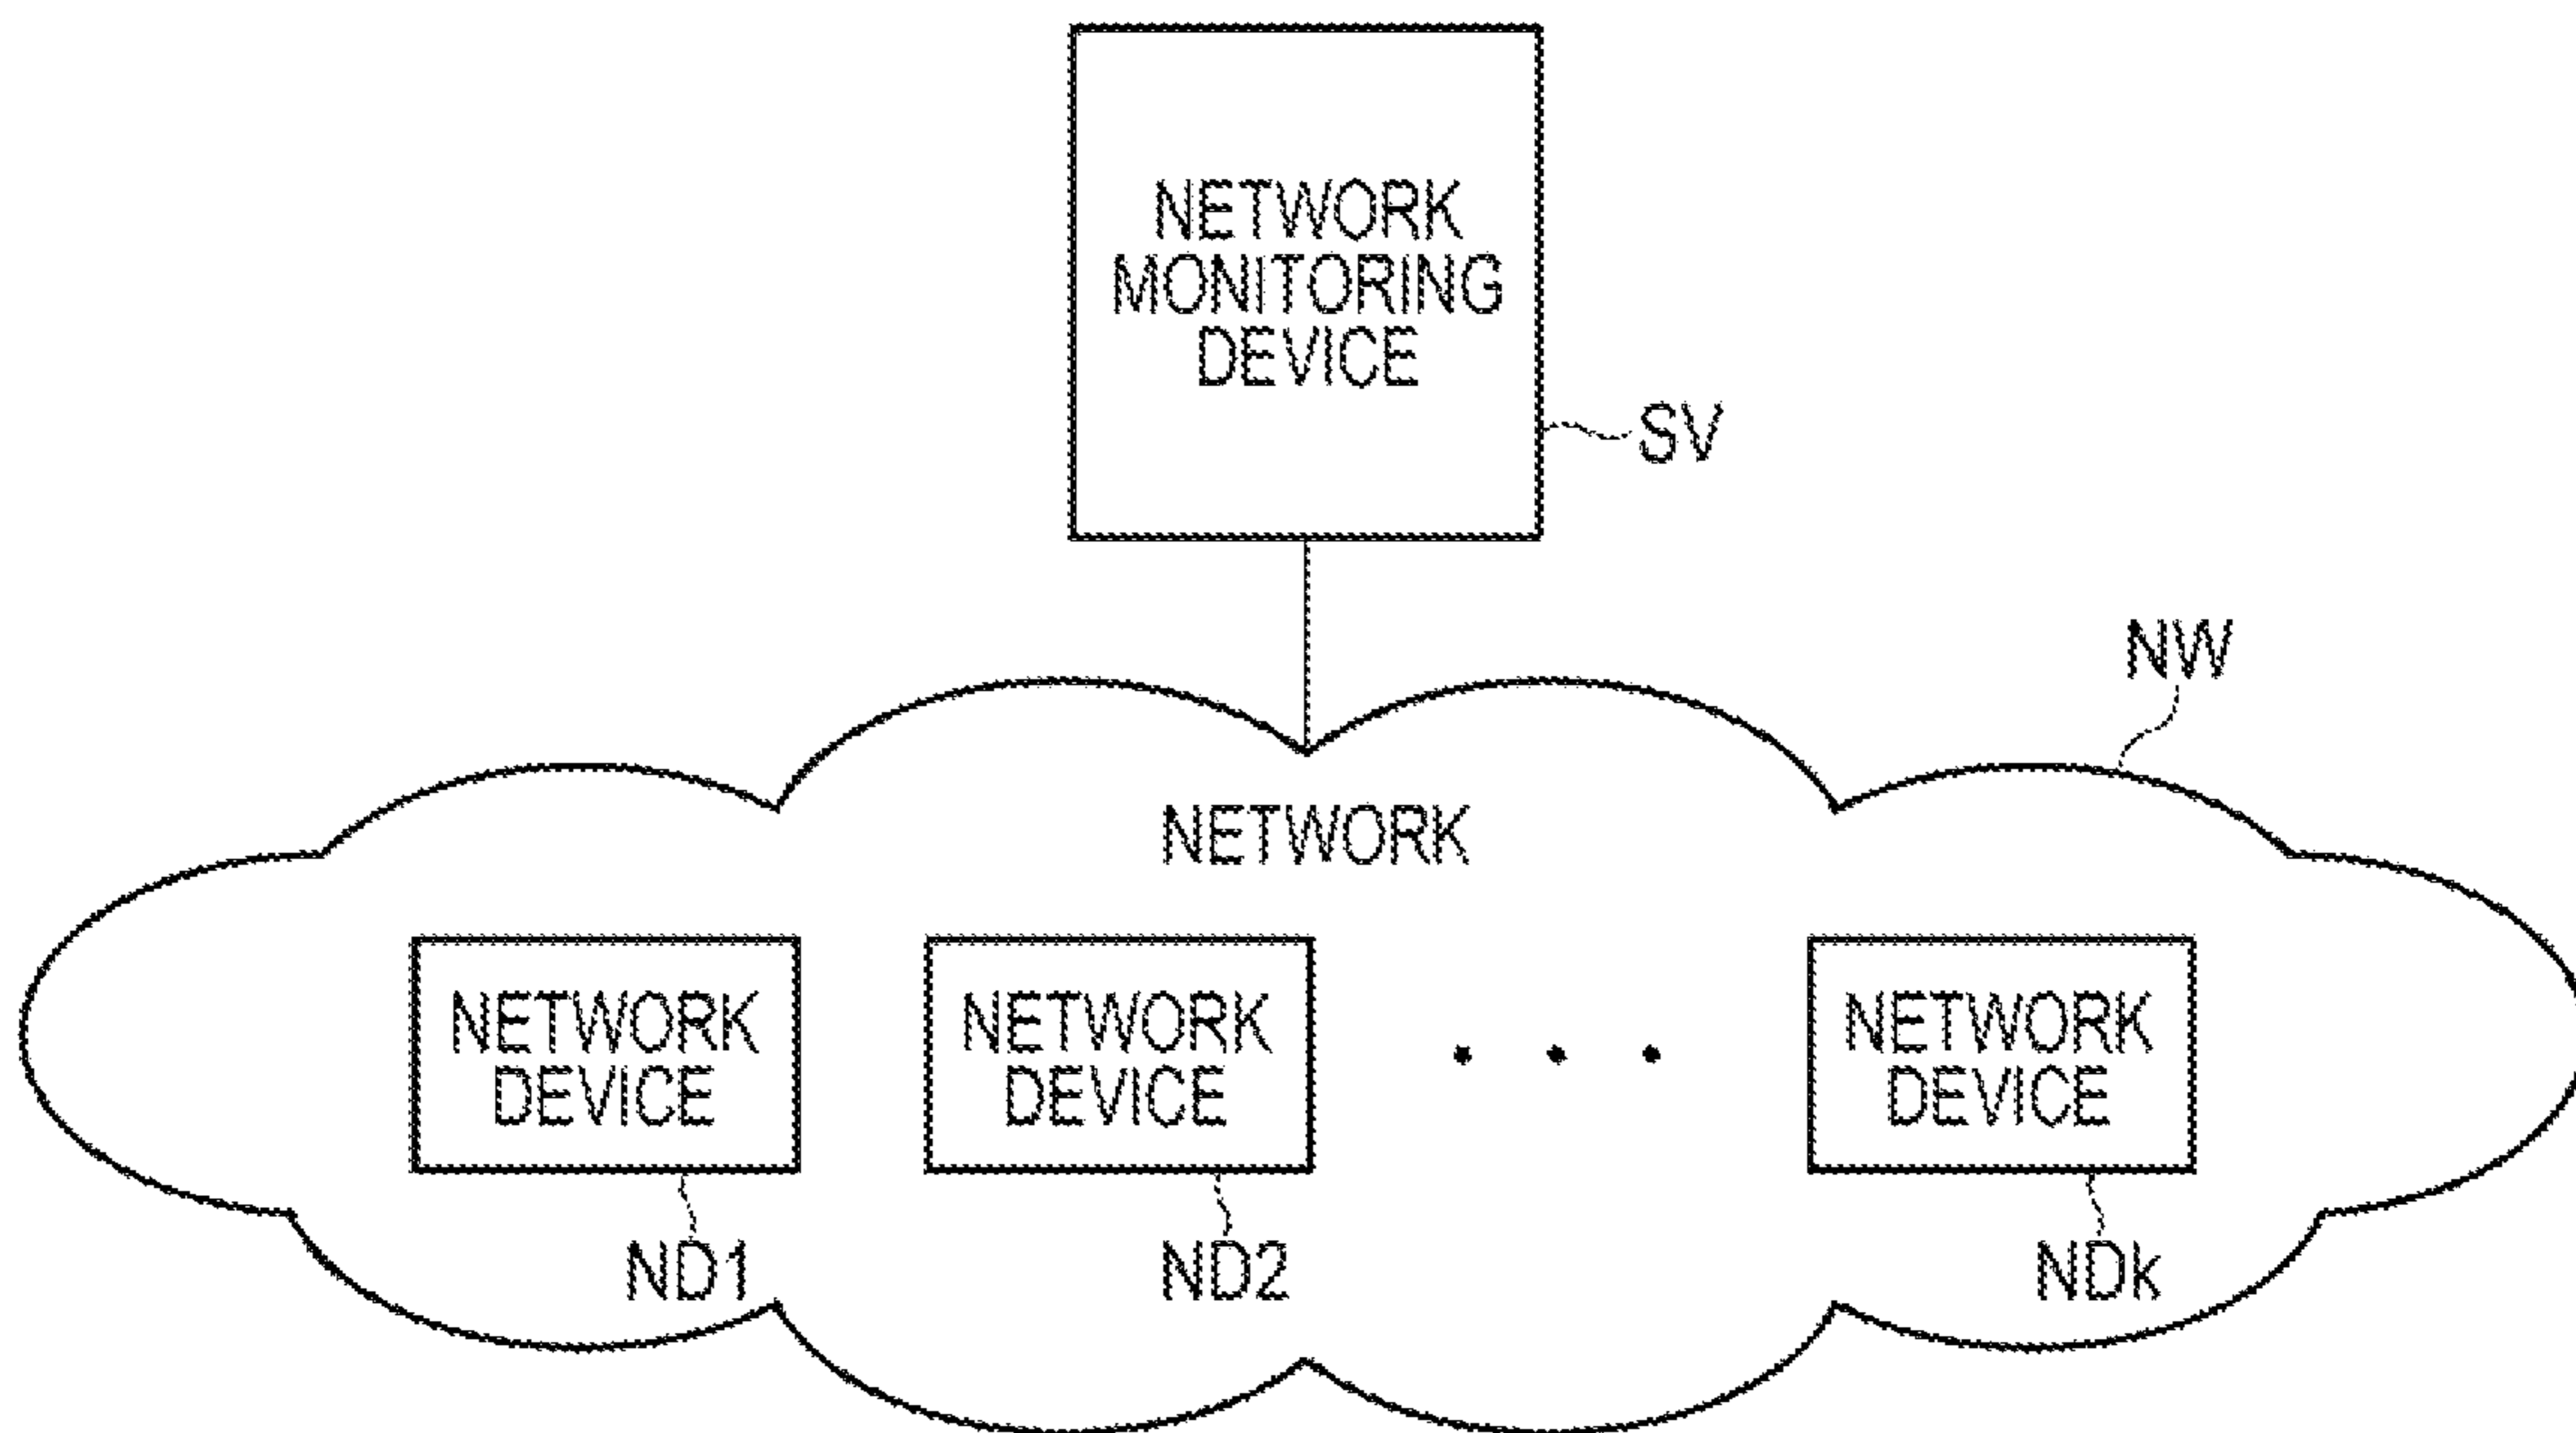 NETWORK
MONITORING
DEVICE
SV
NW
NETWORK
NETWORK
DEVICE
NETWORK
DEVICE
• • •
NETWORK
DEVICE
ND1
ND2
NDk